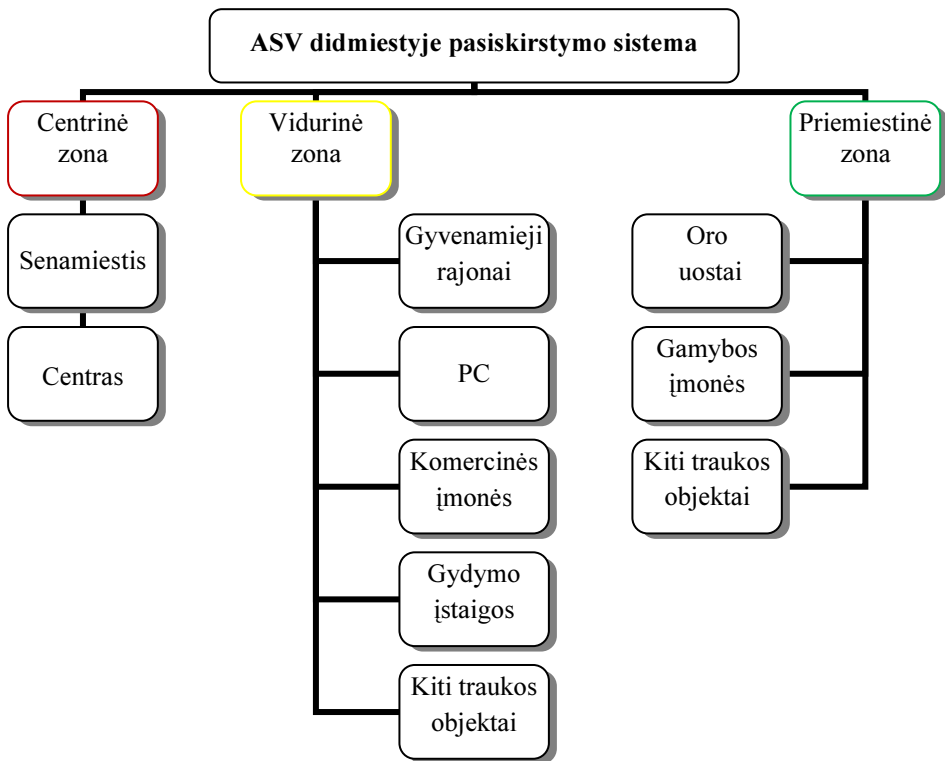 ASV didmiestyje pasiskirstymo sistema
Centrinė
zona
Senamiestis
Centras
Vidurinė
zona
Gyvenamieji
rajonai
PC
Komercinės
įmonės
Gydymo
įstaigos
Kiti traukos
objektai
Priemiestinė
zona
Oro
uostai
Gamybos
įmonės
Kiti traukos
objektai